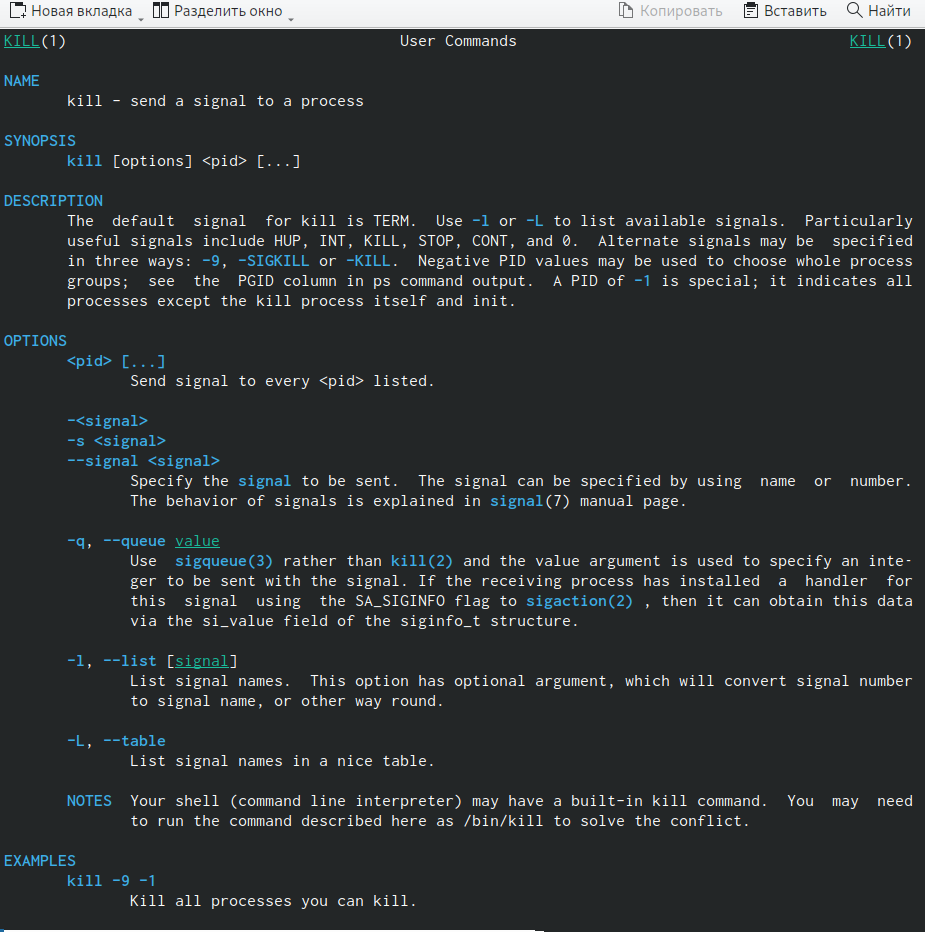 Новая вкладка Разделить окно Копировать Вставить Найти
KILL(1) User Commands KILL(1)
NAME
kill - send a signal to a process
SYNOPSIS
kill [options] <pid> [...]
DESCRIPTION
The default signal for kill is TERM. Use -l or -L to list available signals. Particularly
useful signals include HUP, INT, KILL, STOP, CONT, and 0. Alternate signals may be specified
in three ways: -9, -SIGKILL or -KILL. Negative PID values may be used to choose whole process
groups; see the PGID column in ps command output. A PID of -1 is special; it indicates all
processes except the kill process itself and init.
OPTIONS
<pid> [...]
Send signal to every <pid> listed.
-<signal>
-s <signal>
--signal <signal>
Specify the signal to be sent. The signal can be specified by using name or number.
The behavior of signals is explained in signal(7) manual page.
-q, --queue value
Use sigqueue(3) rather than kill(2) and the value argument is used to specify an inte-
ger to be sent with the signal. If the receiving process has installed a handler for
this signal using the SA_SIGINFO flag to sigaction(2) , then it can obtain this data
via the si_value field of the siginfo_t structure.
-l, --list [signal]
List signal names. This option has optional argument, which will convert signal number
to signal name, or other way round.
-L, --table
List signal names in a nice table.
NOTES Your shell (command line interpreter) may have a built-in kill command. You may need
to run the command described here as /bin/kill to solve the conflict.
EXAMPLES
kill -9 -1
Kill all processes you can kill.